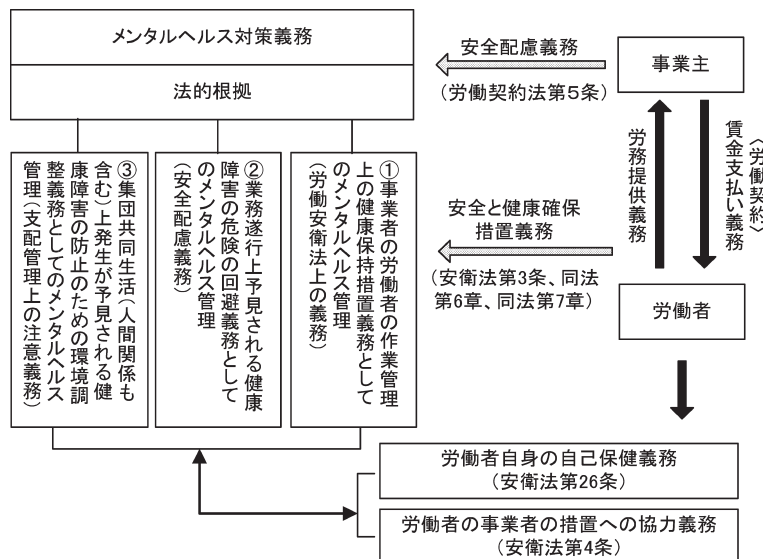 メンタルヘルス対策義務
法的根拠
安全配慮義務
(労働契約法第5条)
事業主
労務提供義務
賃金支払い義務
〈労働契約〉
①事業者の労働者の作業管理
上の健康保持措置義務として
のメンタルヘルス管理
(労働安衛法上の義務)
②業務遂行上予見される健康
障害の危険の回避義務として
のメンタルヘルス管理
(安全配慮義務)
③集団共同生活(人間関係も
含む)上発生が予見される健
康障害の防止のための環境調
整義務としてのメンタルヘルス
管理(支配管理上の注意義務)
安全と健康確保
措置義務
(安衛法第3条、同法
第6章、同法第7章)
労働者
労働者自身の自己保健義務
(安衛法第26条)
労働者の事業者の措置への協力義務
(安衛法第4条)